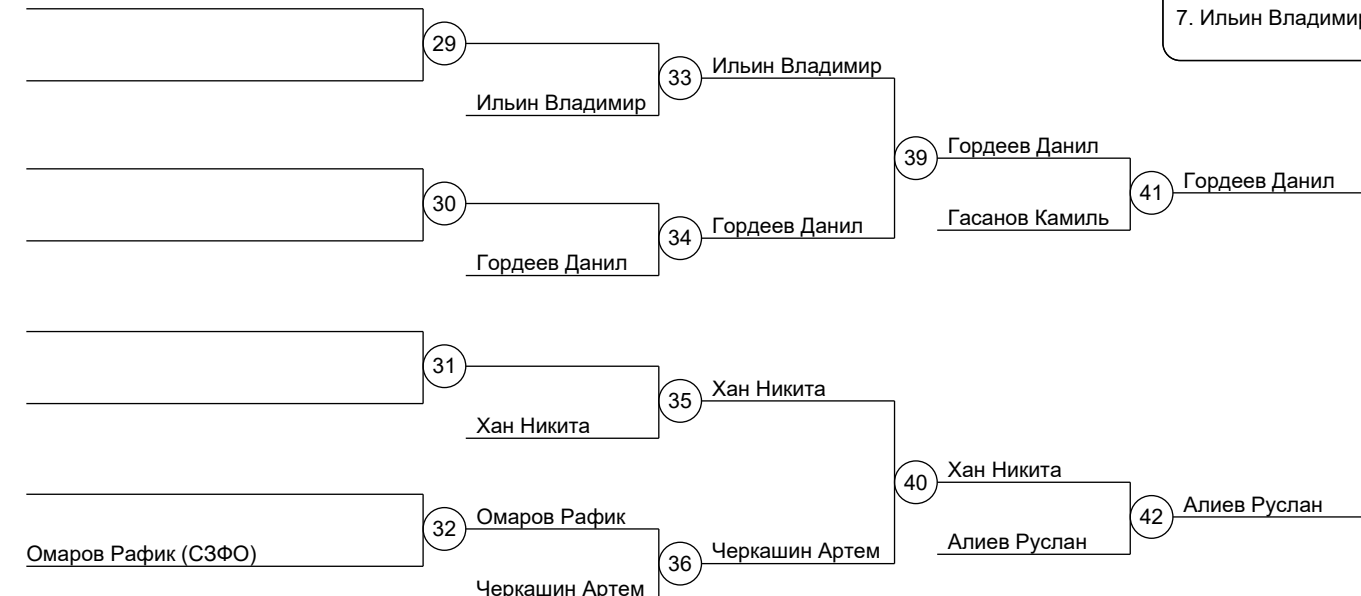 7. Ильин Владимир
29
33 Ильин Владимир
Ильин Владимир
39 Гордеев Данил
41 Гордеев Данил
30
Гасанов Камиль
34 Гордеев Данил
Гордеев Данил
31
35 Хан Никита
Хан Никита
40 Хан Никита
42 Алиев Руслан
32 Омаров Рафик
Алиев Руслан
Омаров Рафик (СЗФО)
36 Черкашин Артем
Черкашин Артем